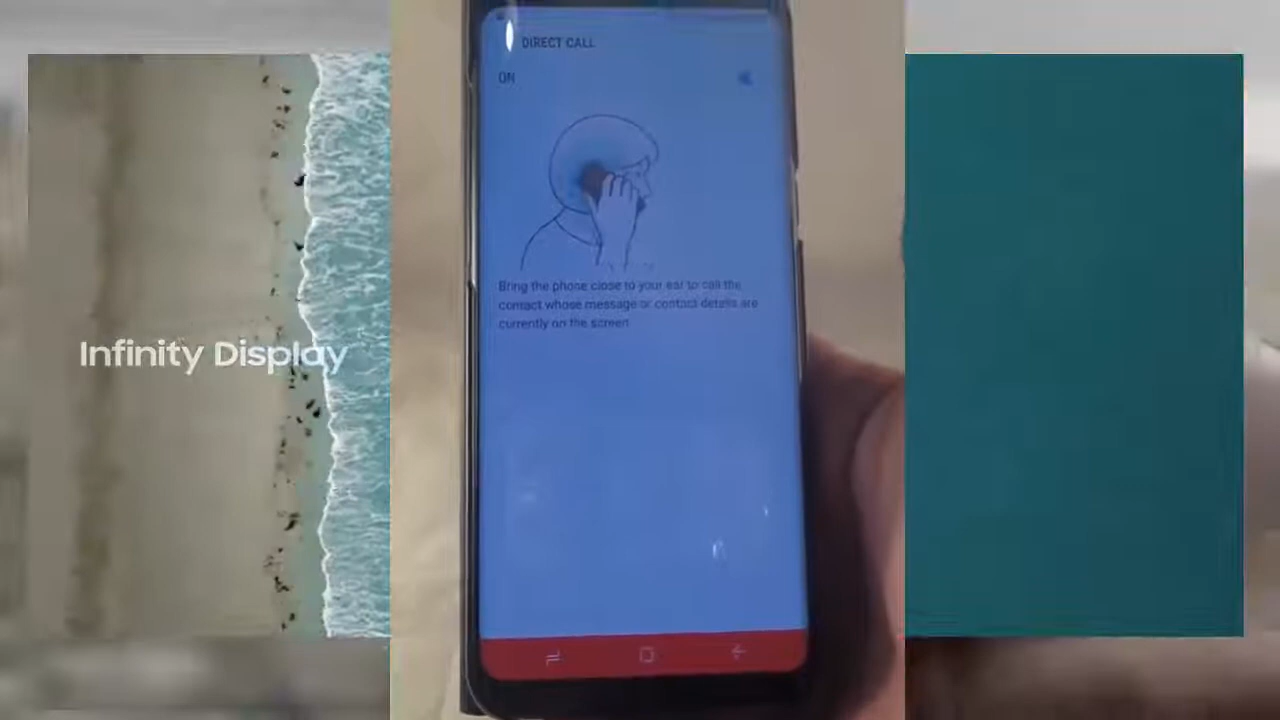 DIRECT CALL
ON
Bring the phone close to your ear to call the
contact whose message or contact details are
currently on the screen
Infinity Display